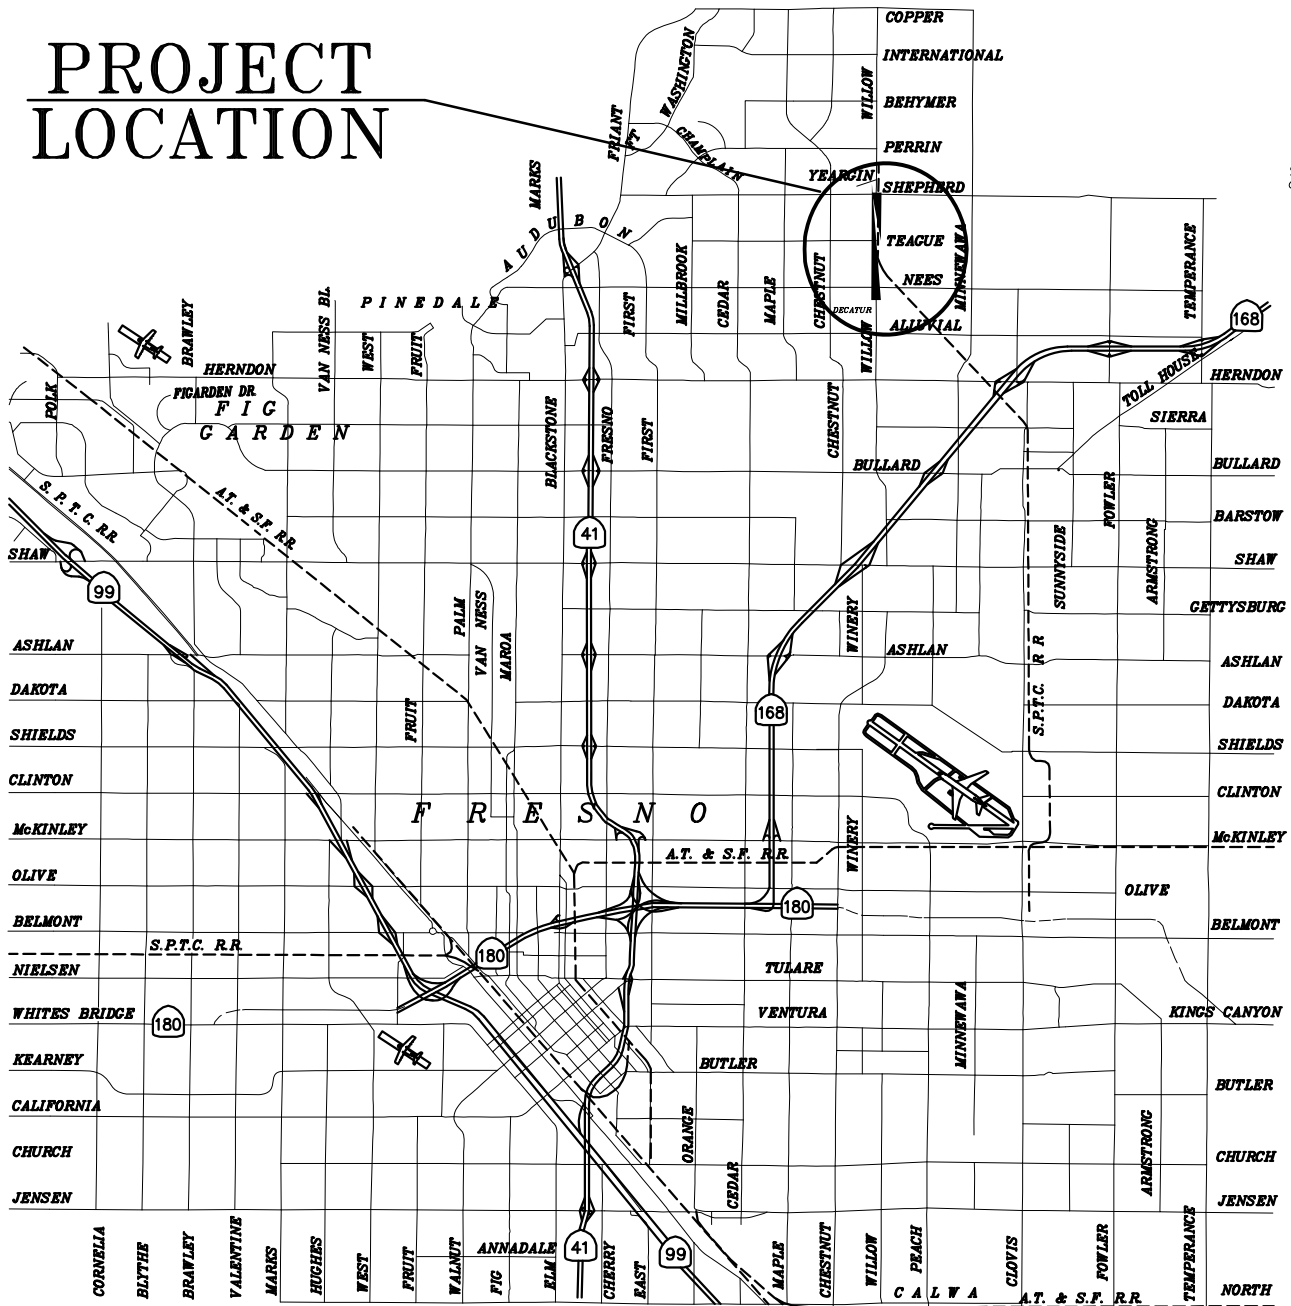 PROJECT
LOCATION
COPPER
INTERNATIONAL
BEHYMER
PERRIN
YEARGIN
SHEPHERD
TEAGUE
NEES
DECATUR
ALLUVIAL
WILLOW
WASHINGTON
FT
FRIANT
CHAMPLAIN
MARKS
AUDUBON
PINEDALE
MILLBROOK
CEDAR
MAPLE
CHESTNUT
WILLOW
MINNEWAWA
TEMPERANCE
168
FIRST
BRAWLEY
VAN NESS BL.
WEST
FRUIT
HERNDON
FIGARDEN DR.
FIG
GARDEN
POLK
BLACKSTONE
FRESNO
FIRST
CHESTNUT
TOLL HOUSE
HERNDON
SIERRA
BULLARD
BULLARD
FOWLER
BARSTOW
S.P.T.C. RR.
A.T. & S.F. RR.
41
SHAW
99
SUNNYSIDE
ARMSTRONG
SHAW
GETTYSBURG
PALM
VAN NESS
MAROA
WINERY
ASHLAN
ASHLAN
ASHLAN
S.P.T.C. R R
DAKOTA
FRUIT
168
DAKOTA
SHIELDS
SHIELDS
CLINTON
CLINTON
FRESNO
McKINLEY
A.T. & S.F. R.R.
WINERY
McKINLEY
OLIVE
OLIVE
180
BELMONT
BELMONT
S.P.T.C. R.R.
180
NIELSEN
TULARE
WHITES BRIDGE
180
VENTURA
MINNEWAWA
KINGS CANYON
KEARNEY
BUTLER
BUTLER
CALIFORNIA
ORANGE
ARMSTRONG
CHURCH
CEDAR
CHURCH
JENSEN
JENSEN
CORNELIA
BLYTHE
BRAWLEY
VALENTINE
MARKS
HUGHES
WEST
FRUIT
WALNUT
ANNADALE
FIG
ELM
41
CHERRY
EAST
99
MAPLE
CHESTNUT
WILLOW
PEACH
CALWA
CLOVIS
A.T. & S.F. R.R.
FOWLER
TEMPERANCE
NORTH